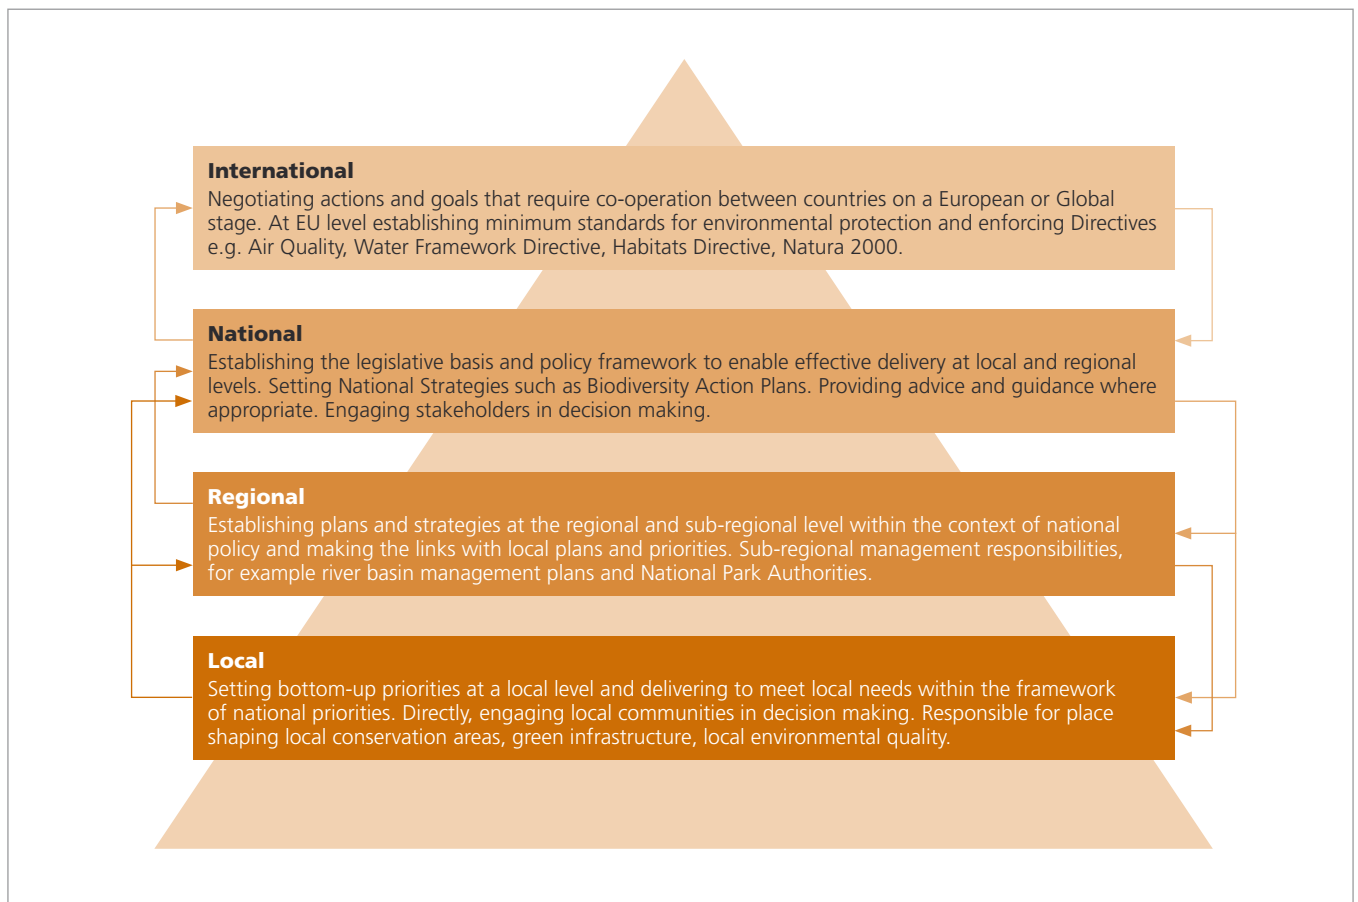 International
Negotiating actions and goals that require co-operation between countries on a European or Global
stage. At EU level establishing minimum standards for environmental protection and enforcing Directives
e.g. Air Quality, Water Framework Directive, Habitats Directive, Natura 2000.
National
Establishing the legislative basis and policy framework to enable effective delivery at local and regional
levels. Setting National Strategies such as Biodiversity Action Plans. Providing advice and guidance where
appropriate. Engaging stakeholders in decision making.
Regional
Establishing plans and strategies at the regional and sub-regional level within the context of national
policy and making the links with local plans and priorities. Sub-regional management responsibilities,
for example river basin management plans and National Park Authorities.
Local
Setting bottom-up priorities at a local level and delivering to meet local needs within the framework
of national priorities. Directly, engaging local communities in decision making. Responsible for place
shaping local conservation areas, green infrastructure, local environmental quality.